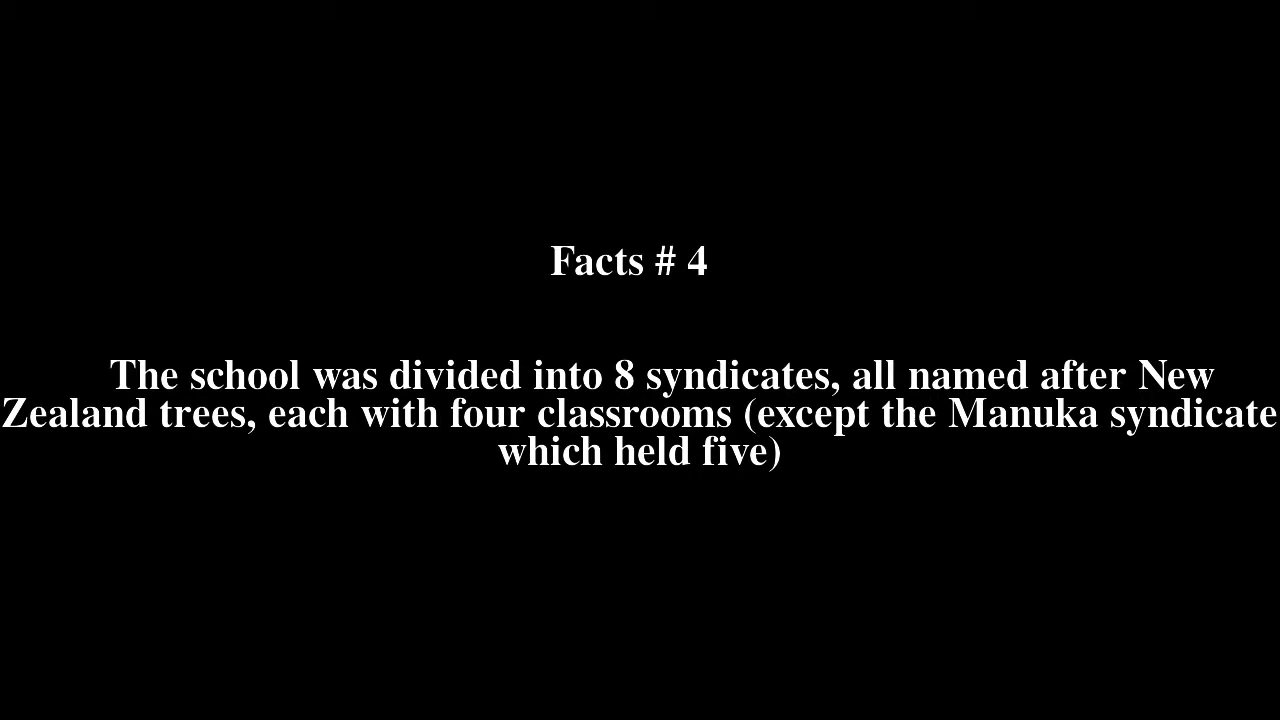 Facts # 4
The school was divided into 8 syndicates, all named after New
Zealand trees, each with four classrooms (except the Manuka syndicate
which held five)